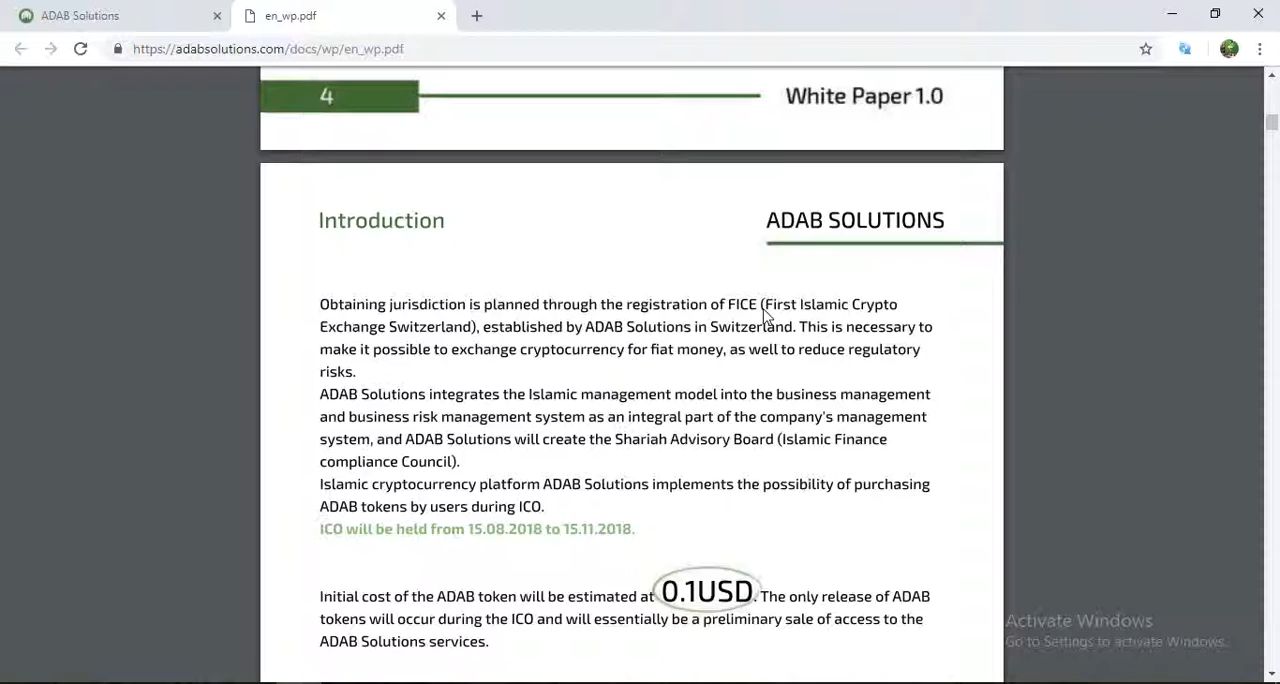 ADAB Solutions
en_wp.pdf
https://adabsolutions.com/docs/wp/en_wp.pdf
4
White Paper 1.0
Introduction
ADAB SOLUTIONS
Obtaining jurisdiction is planned through the registration of FICE (First Islamic Crypto
Exchange Switzerland), established by ADAB Solutions in Switzerland. This is necessary to
make it possible to exchange cryptocurrency for fiat money, as well to reduce regulatory
risks.
ADAB Solutions integrates the Islamic management model into the business management
and business risk management system as an integral part of the company's management
system, and ADAB Solutions will create the Shariah Advisory Board (Islamic Finance
compliance Council).
Islamic cryptocurrency platform ADAB Solutions implements the possibility of purchasing
ADAB tokens by users during ICO.
ICO will be held from 15.08.2018 to 15.11.2018.
Initial cost of the ADAB token will be estimated at 0.1USD. The only release of ADAB
tokens will occur during the ICO and will essentially be a preliminary sale of access to the
ADAB Solutions services.
Activate Windows
Go to Settings to activate Windows.